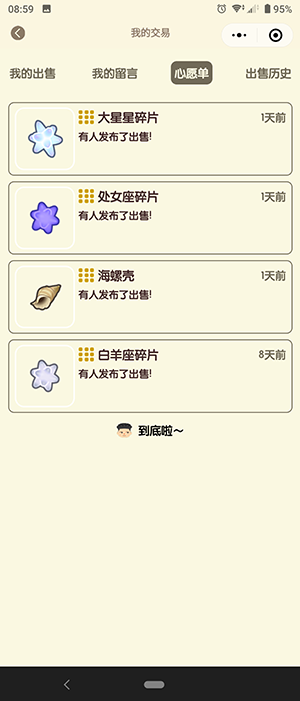 08:59 95%
我的交易
我的出售 我的留言 心愿单 出售历史
大星星碎片 1天前
有人发布了出售!
处女座碎片 1天前
有人发布了出售!
海螺壳 1天前
有人发布了出售!
白羊座碎片 8天前
有人发布了出售!
到底啦～